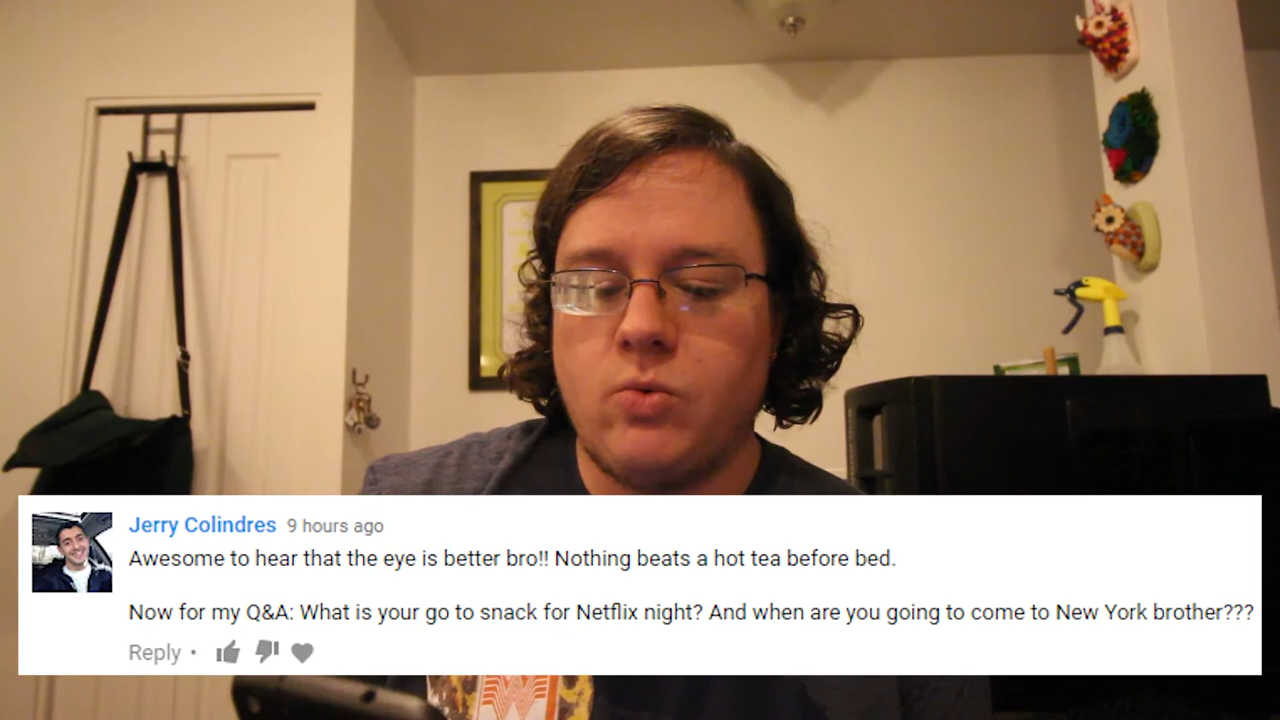 Jerry Colindres 9 hours ago
Awesome to hear that the eye is better bro!! Nothing beats a hot tea before bed.
Now for my Q&A: What is your go to snack for Netflix night? And when are you going to come to New York brother???
Reply •